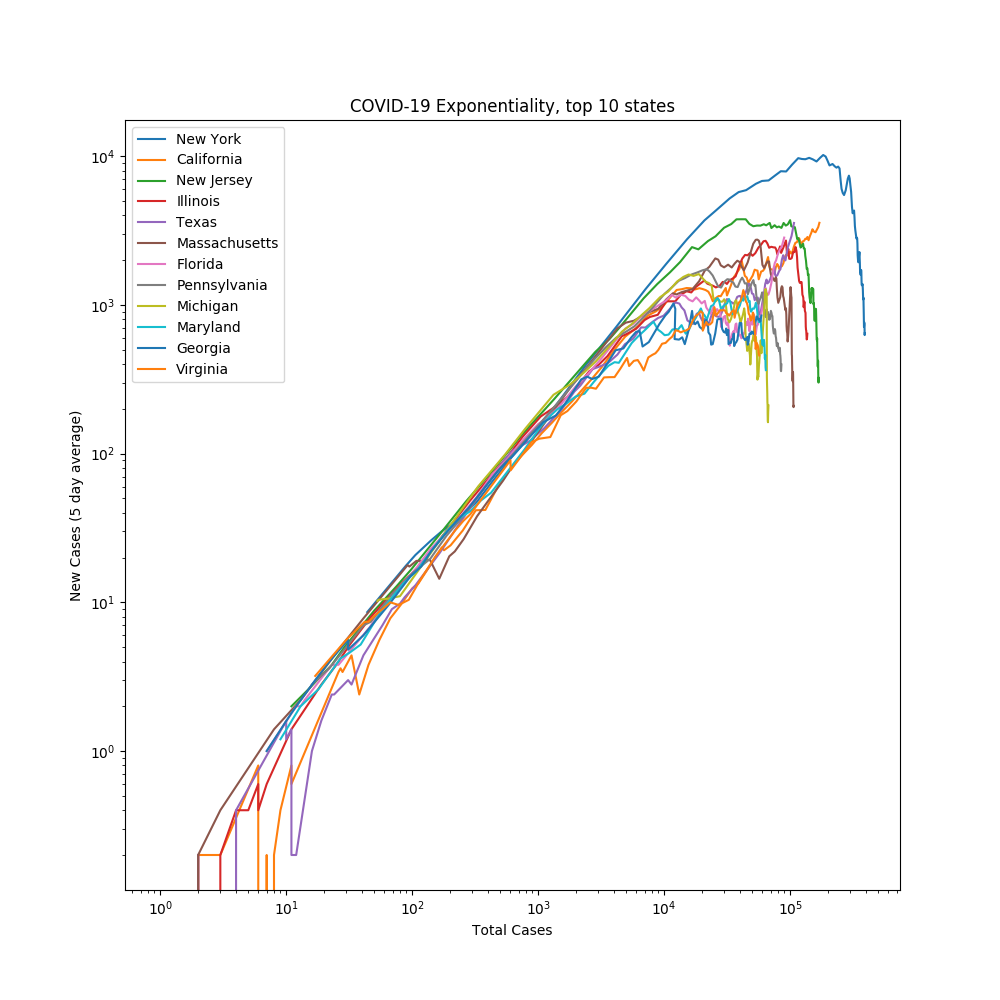 COVID-19 Exponentiality, top 10 states
New York
California
New Jersey
Illinois
Texas
Massachusetts
Florida
Pennsylvania
Michigan
Maryland
Georgia
Virginia
New Cases (5 day average)
10^4
10^3
10^2
10^1
10^0
10^0 10^1 10^2 10^3 10^4 10^5
Total Cases